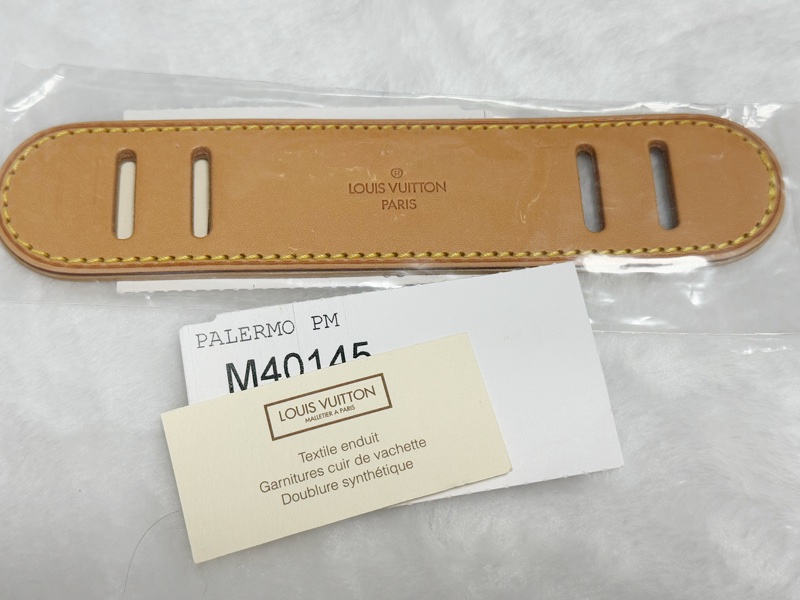 ®
LOUIS VUITTON
PARIS
PALERMO PM
M40145
LOUIS VUITTON
MALLETIER A PARIS
Textile enduit
Garnitures cuir de vachette
Doublure synthétique